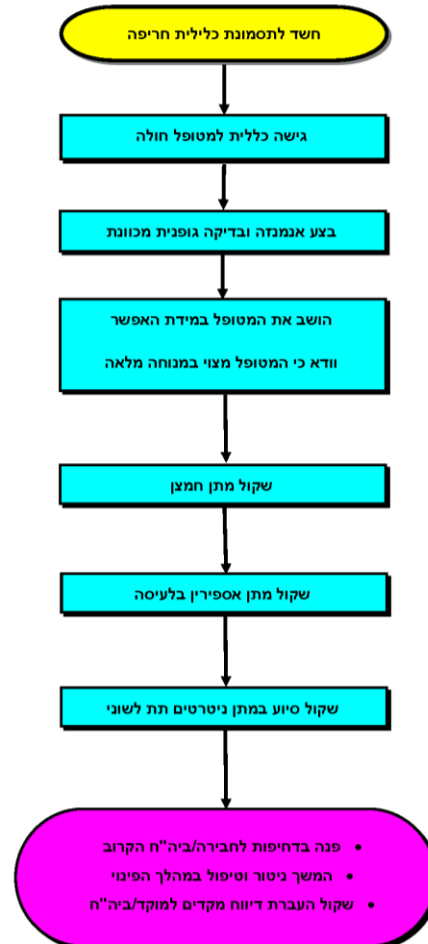 חשד לתסמונת כלילית חריפה
גישה כללית למטופל חולה
בצע אנמנזה ובדיקה גופנית מכוונת
הושב את המטופל במידת האפשר
וודא כי המטופל מצוי במנוחה מלאה
שקול מתן חמצן
שקול מתן אספירין בלעיסה
שקול סיוע במתן ניטרטים תת לשוני
• פנה בדחיפות לחבירה/ביה"ח הקרוב
• המשך ניטור וטיפול במהלך הפינוי
• שקול העברת דיווח מקדים למוקד/ביה"ח